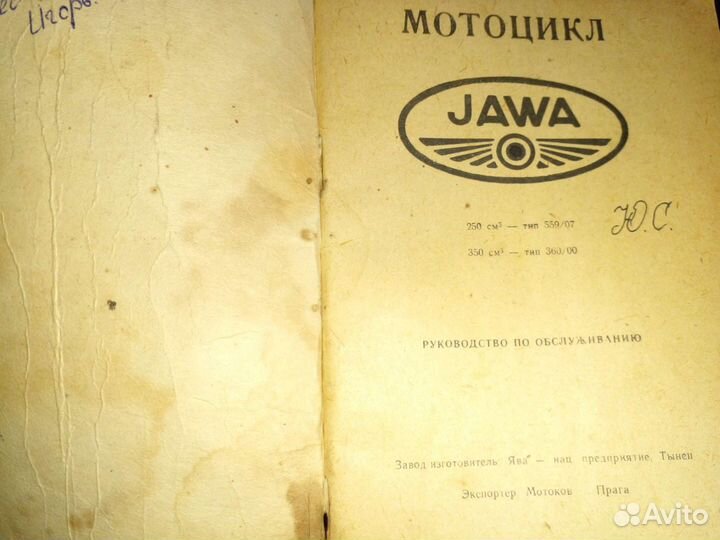 Игорь.
МОТОЦИКЛ
JAWA
250 см³ — тип 559/07
Ю.С.
350 см³ — тип 360/00
РУКОВОДСТВО ПО ОБСЛУЖИВАНИЮ
Завод изготовитель: Ява" — нац. предприятие, Тынец
Экспортер Мотоков Прага
Avito